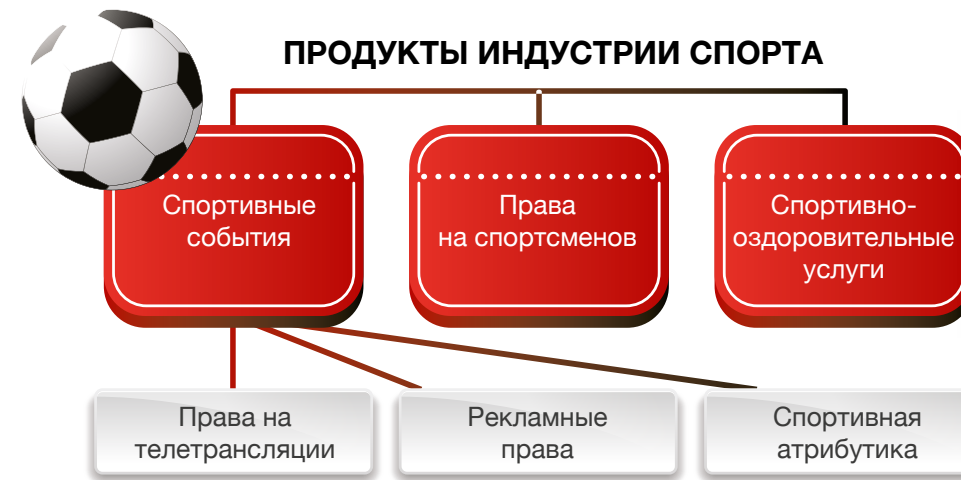 ПРОДУКТЫ ИНДУСТРИИ СПОРТА
Спортивные
события
Права
на спортсменов
Спортивно-
оздоровительные
услуги
Права на
телетрансляции
Рекламные
права
Спортивная
атрибутика